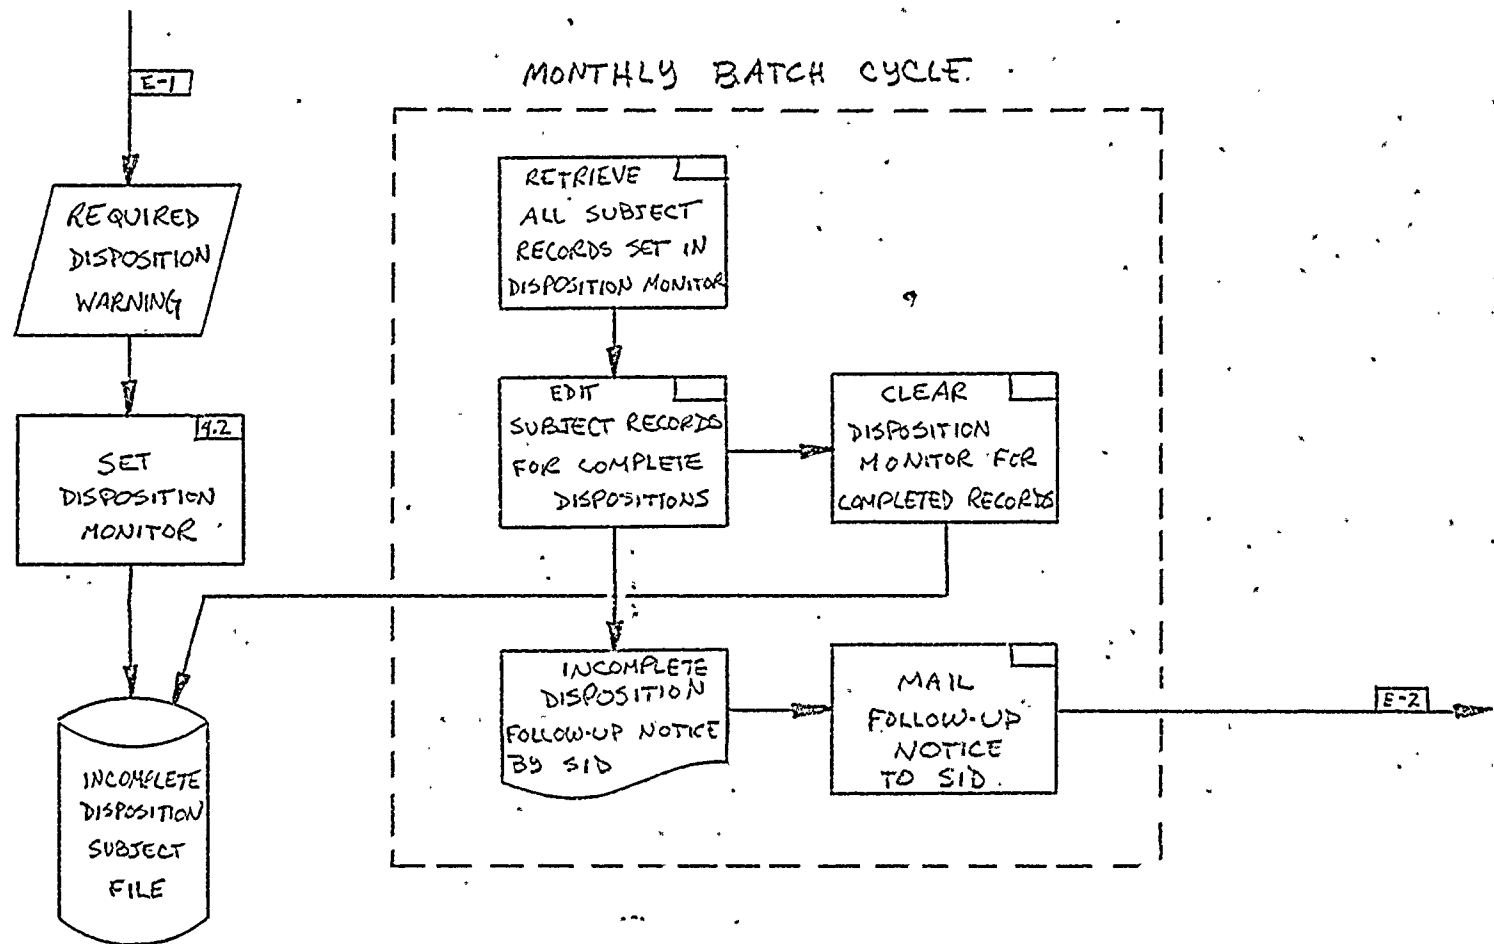 E-1
REQUIRED
DISPOSITION
WARNING
4.2
SET
DISPOSITION
MONITOR
INCOMPLETE
DISPOSITION
SUBJECT
FILE
MONTHLY BATCH CYCLE.
RETRIEVE
ALL SUBJECT
RECORDS SET IN
DISPOSITION MONITOR
EDIT
SUBJECT RECORDS
FOR COMPLETE
DISPOSITIONS
CLEAR
DISPOSITION
MONITOR FOR
COMPLETED RECORDS
INCOMPLETE
DISPOSITION
FOLLOW-UP NOTICE
BY SID
MAIL
FOLLOW-UP
NOTICE
TO SID
E-2